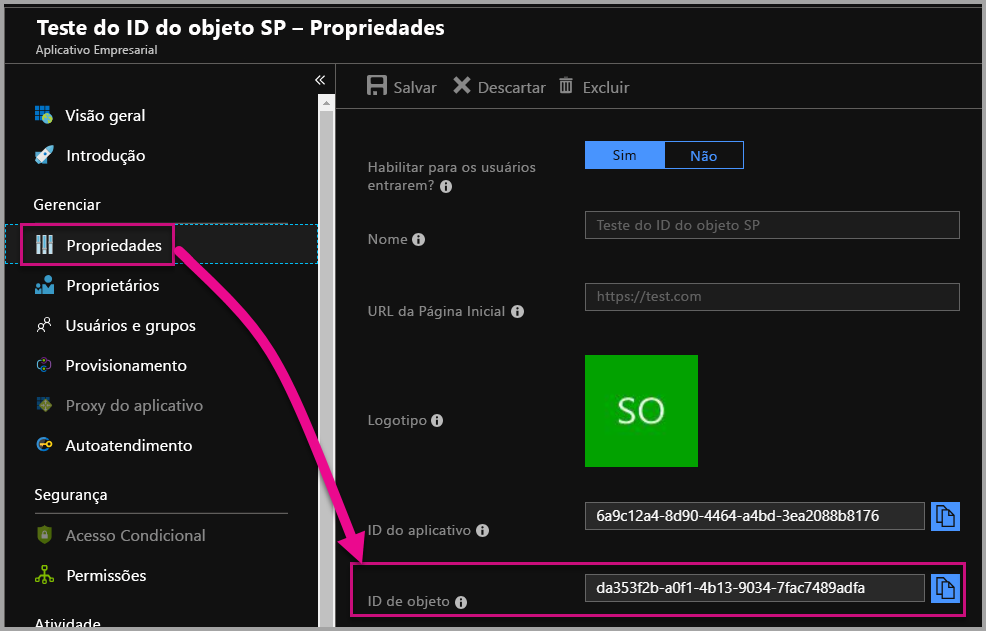 Teste do ID do objeto SP – Propriedades
Aplicativo Empresarial
«
Visão geral
Introdução
Gerenciar
Propriedades
Proprietários
Usuários e grupos
Provisionamento
Proxy do aplicativo
Autoatendimento
Segurança
Acesso Condicional
Permissões
Atividade
Salvar
Descartar
Excluir
Habilitar para os usuários
entrarem?
Sim
Não
Nome
Teste do ID do objeto SP
URL da Página Inicial
https://test.com
Logotipo
SO
ID do aplicativo
6a9c12a4-8d90-4464-a4bd-3ea2088b8176
ID de objeto
da353f2b-a0f1-4b13-9034-7fac7489adfa